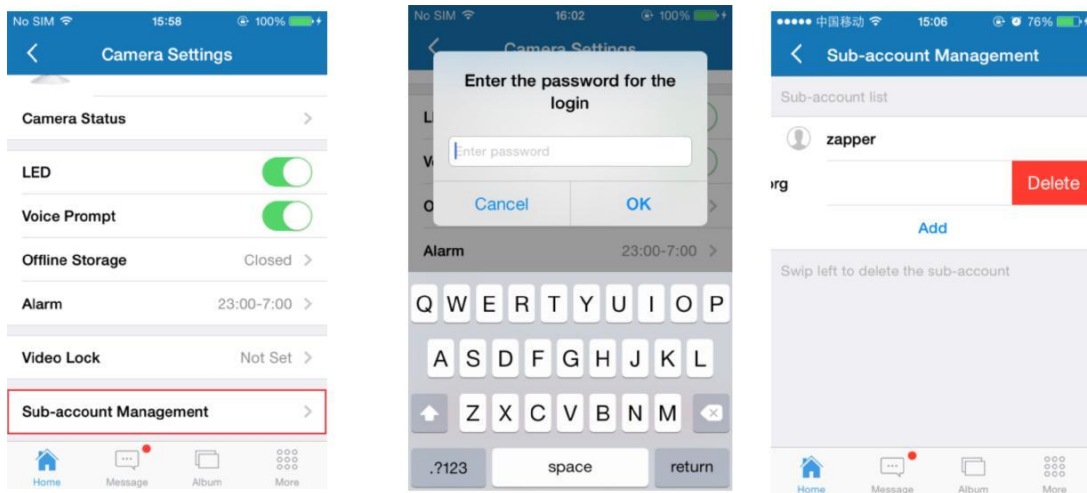 No SIM 15:58 100%
Camera Settings
Camera Status
LED
Voice Prompt
Offline Storage Closed
Alarm 23:00-7:00
Video Lock Not Set
Sub-account Management
Home Message Album More
No SIM 16:02 100%
Camera Settings
Enter the password for the
login
Enter password
Cancel OK
Alarm 23:00-7:00
Q W E R T Y U I O P
A S D F G H J K L
Z X C V B N M
.?123 space return
中国移动 15:06 76%
Sub-account Management
Sub-account list
zapper
org Delete
Add
Swip left to delete the sub-account
Home Message Album More